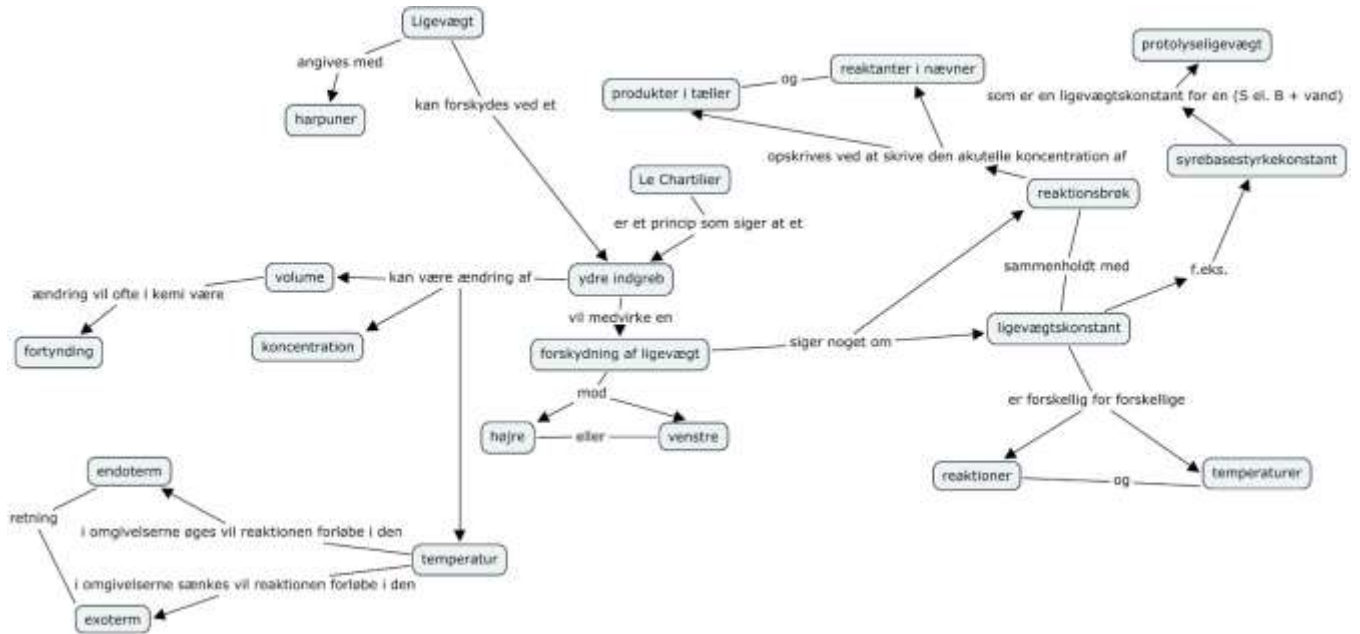 Ligevægt
angives med
harpuner
kan forskydes ved et
produkter i tæller
og
reaktanter i nævner
protolyseligevægt
som er en ligevægtskonstant for en (S el. B + vand)
opskrives ved at skrive den akutelle koncentration af
syrebasestyrkekonstant
Le Chartilier
reaktionsbrøk
er et princip som siger at et
sammenholdt med
f.eks.
volume
kan være ændring af
ydre indgreb
ændring vil ofte i kemi være
vil medvirke en
fortynding
koncentration
forskydning af ligevægt
siger noget om
ligevægtskonstant
mod
er forskellig for forskellige
højre
eller
venstre
endoterm
reaktioner
og
temperaturer
retning
i omgivelserne øges vil reaktionen forløbe i den
temperatur
i omgivelserne sænkes vil reaktionen forløbe i den
exoterm